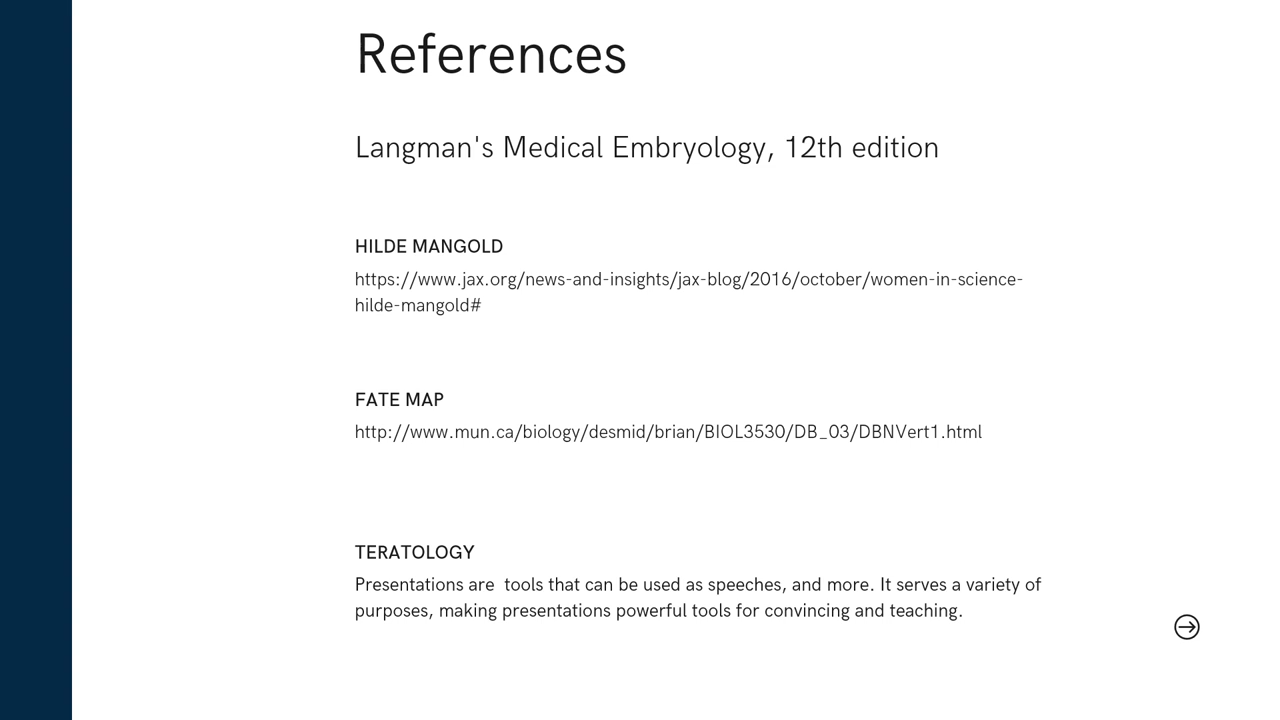 References
Langman's Medical Embryology, 12th edition
HILDE MANGOLD
https://www.jax.org/news-and-insights/jax-blog/2016/october/women-in-science-
hilde-mangold#
FATE MAP
http://www.mun.ca/biology/desmid/brian/BIOL3530/DB_03/DBNVert1.html
TERATOLOGY
Presentations are  tools that can be used as speeches, and more. It serves a variety of
purposes, making presentations powerful tools for convincing and teaching.